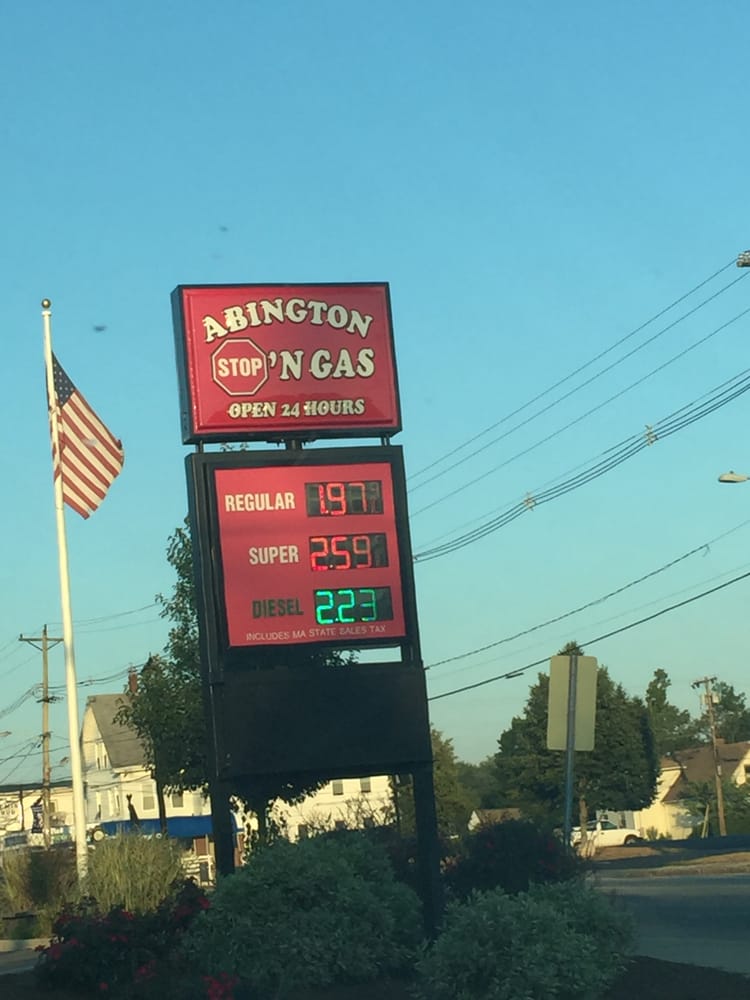 ABINGTON
STOP 'N GAS
OPEN 24 HOURS
REGULAR 1.97
SUPER 2.59
DIESEL 2.23
INCLUDES MA STATE SALES TAX